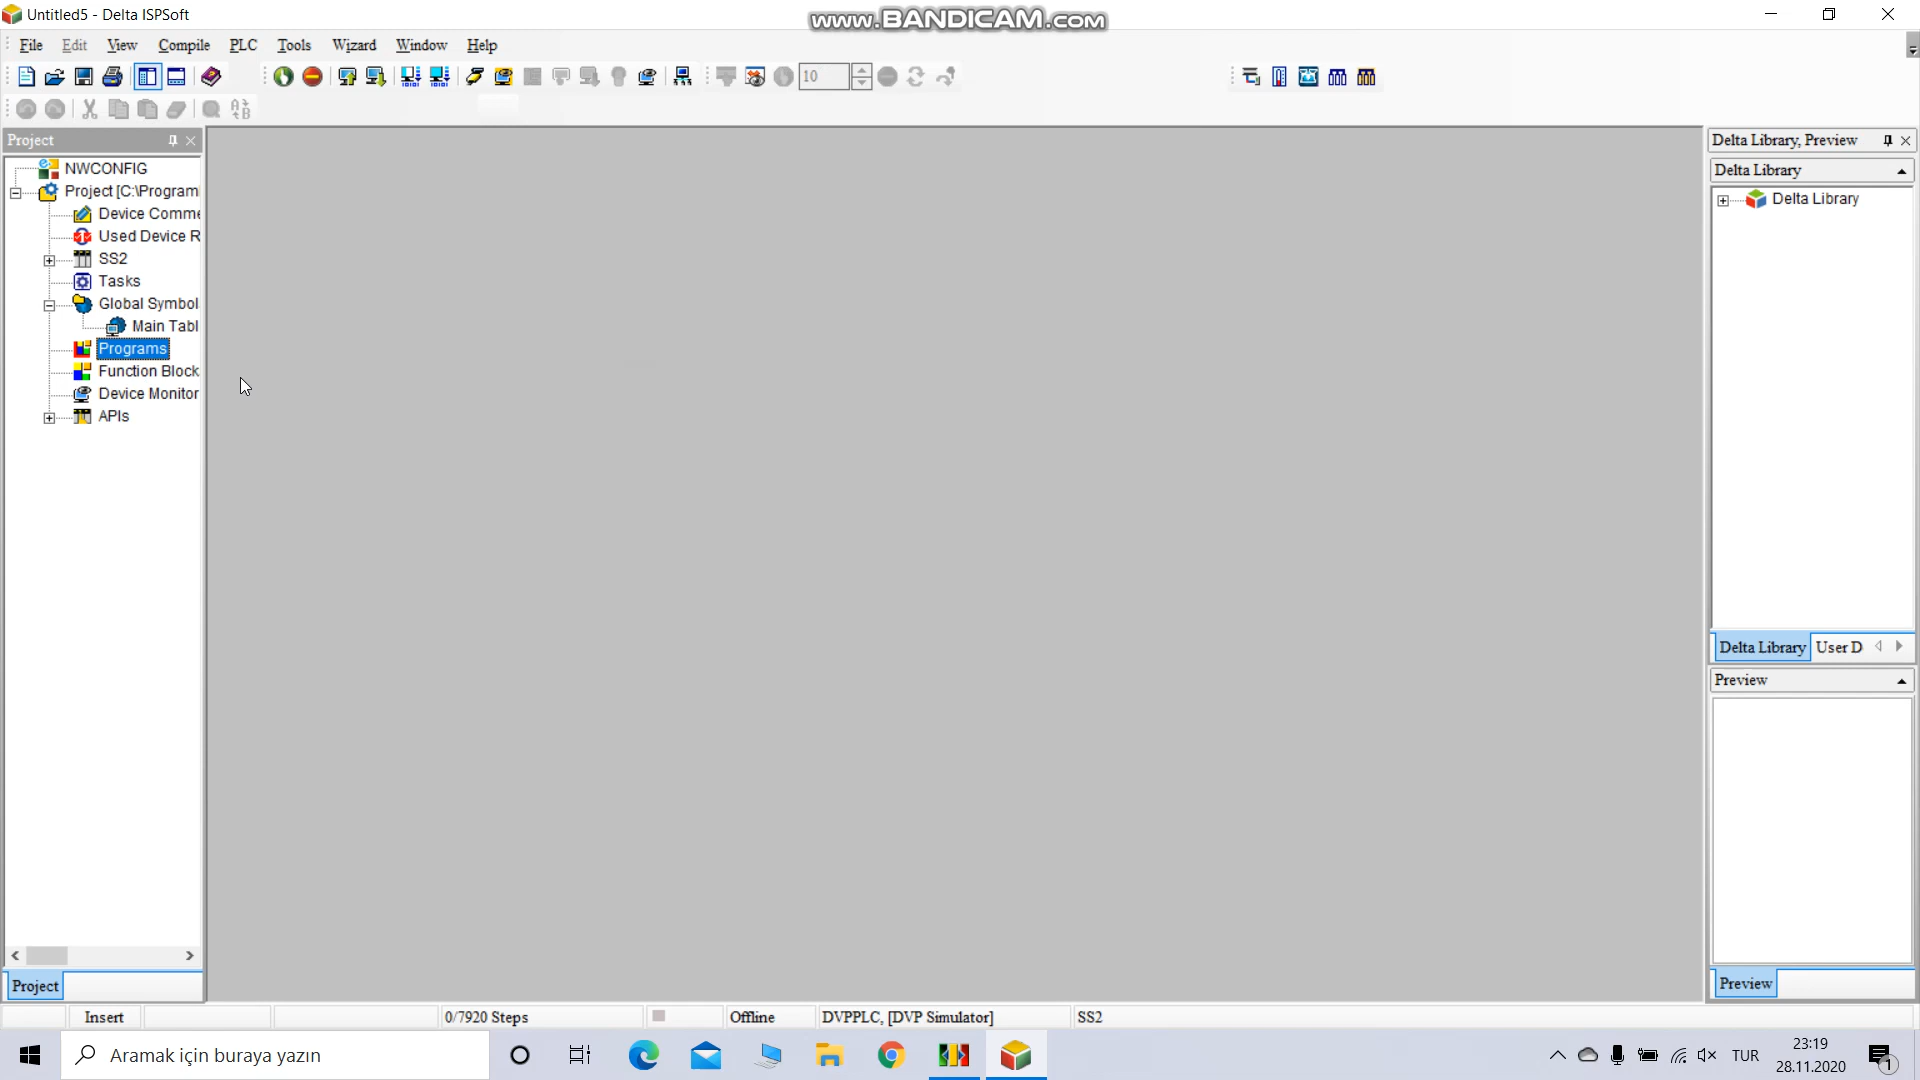 Untitled5 - Delta ISPSoft
www.BANDICAM.COM
File Edit View Compile PLC Tools Wizard Window Help
10
Project
NWCONFIG
Project [C:\Program
Device Comme
Used Device R
SS2
Tasks
Global Symbol
Main Tabl
Programs
Function Block
Device Monitor
APIs
Project
Delta Library, Preview
Delta Library
Delta Library
Delta Library User D
Preview
Preview
Insert 0/7920 Steps Offline DVPPLC, [DVP Simulator] SS2
Aramak için buraya yazın
TUR
23:19
28.11.2020
1